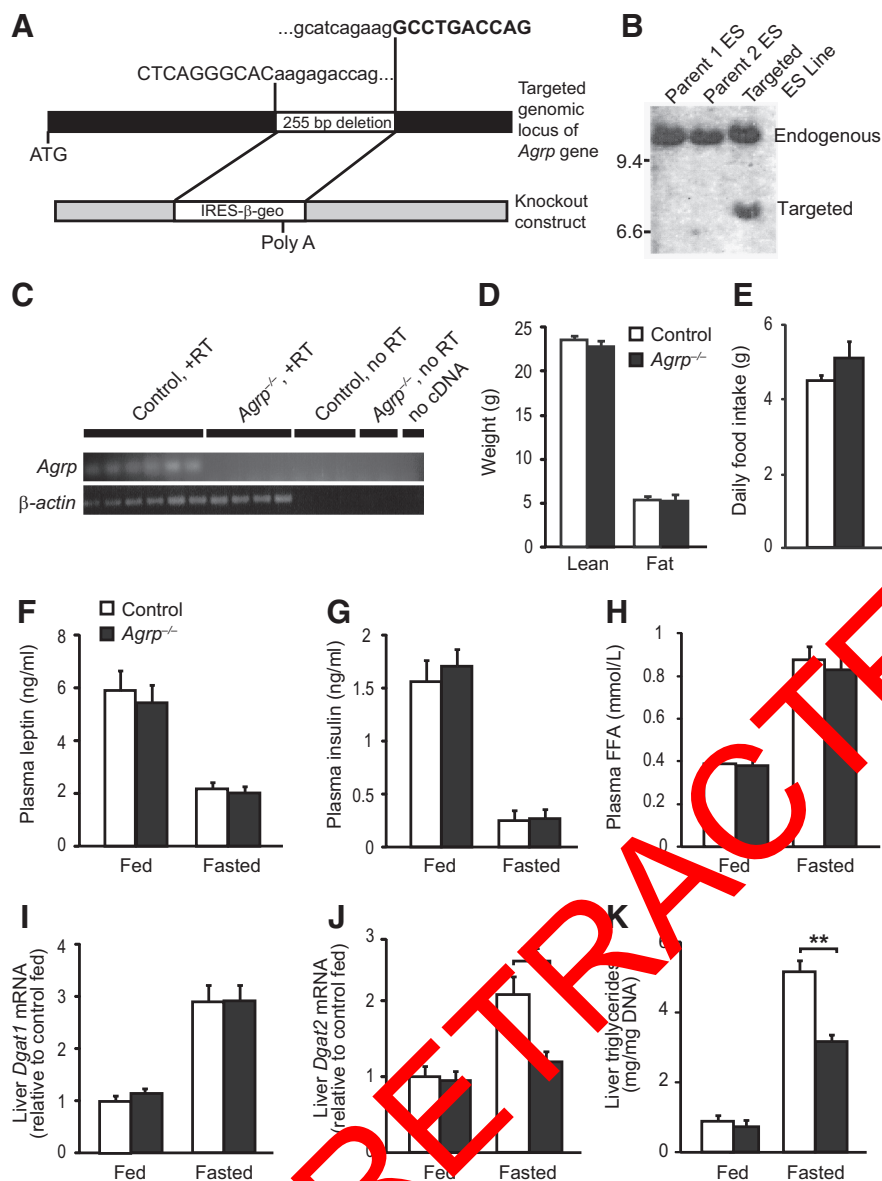 A
...gcatcagaagGCCTGACCAG
CTCAGGGCACaagagaccag...
255 bp deletion
ATG
Targeted
genomic
locus of
Agrp gene
IRES-β-geo
Poly A
Knockout
construct
B
Parent 1 ES
Parent 2 ES
Targeted
ES Line
Endogenous
9.4
Targeted
6.6
C
Control, +RT
Agrp⁻/⁻, +RT
Control, no RT
Agrp⁻/⁻, no RT
no cDNA
Agrp
β-actin
D
Weight (g)
25
20
15
10
5
0
Lean
Fat
Control
Agrp⁻/⁻
E
Daily food intake (g)
6
4
2
0
F
Control
Agrp⁻/⁻
Plasma leptin (ng/ml)
8
6
4
2
0
Fed
Fasted
G
Plasma insulin (ng/ml)
2
1.5
1
0.5
0
Fed
Fasted
H
Plasma FFA (mmol/L)
1
0.8
0.6
0.4
0.2
0
Fed
Fasted
I
Liver Dgat1 mRNA
(relative to control fed)
4
3
2
1
0
Fed
Fasted
J
Liver Dgat2 mRNA
(relative to control fed)
3
2
1
Fed
Fasted
K
Liver triglycerides
(mg/mg DNA)
6
4
2
0
**
Fed
Fasted
RETRACTE